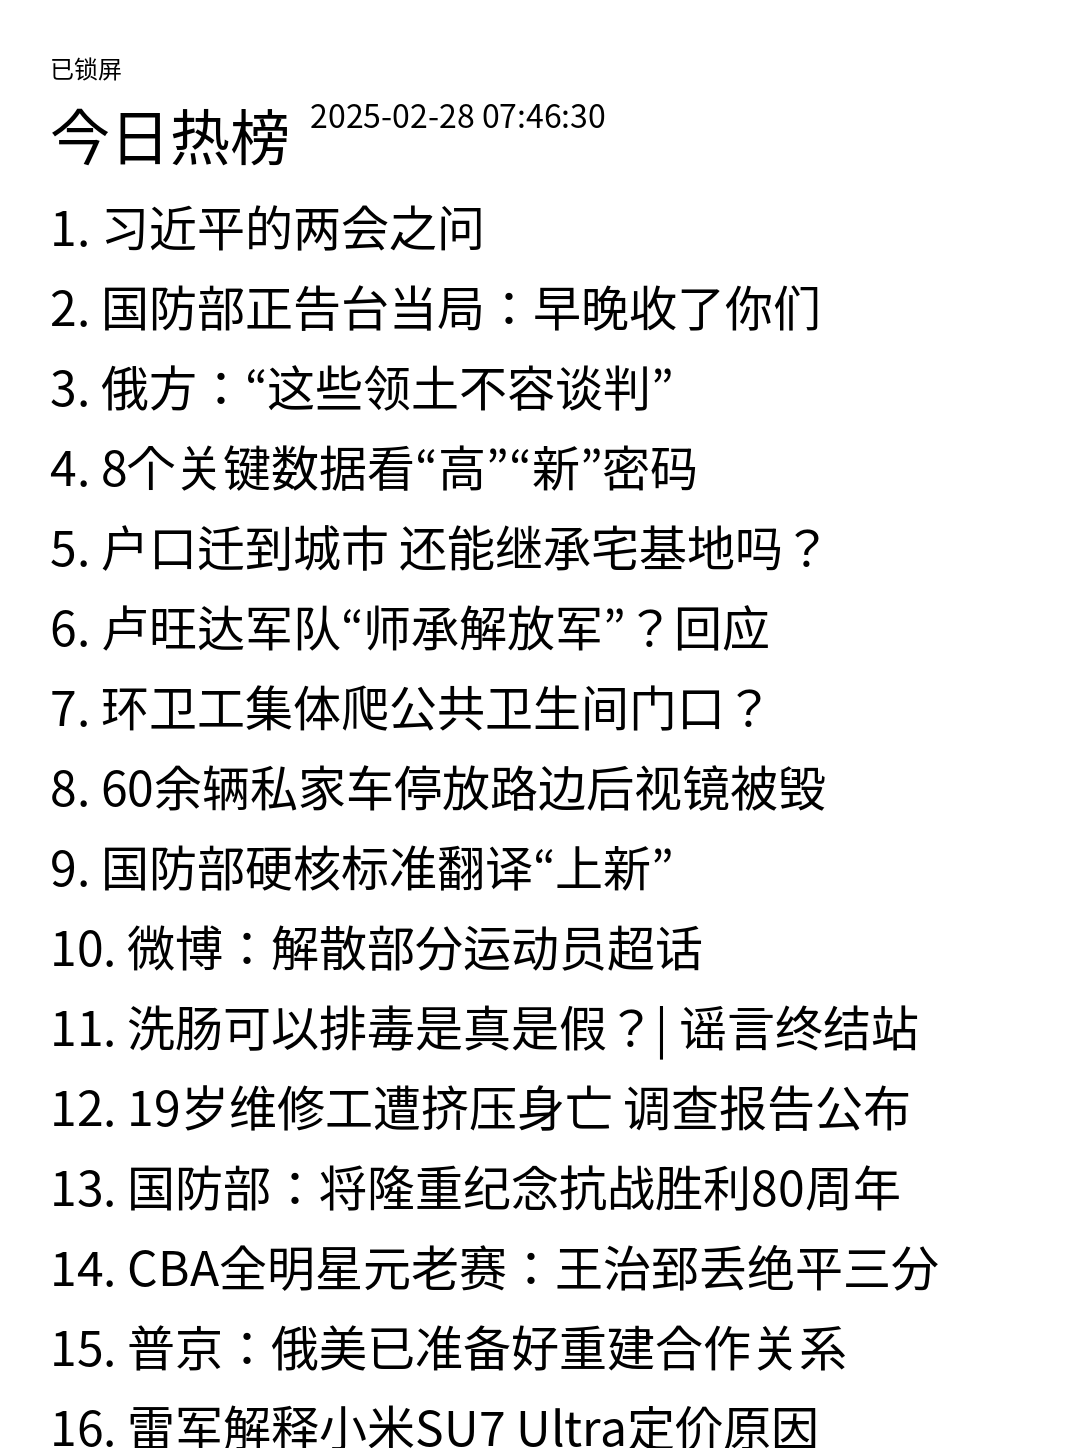 已锁屏
今日热榜 2025-02-28 07:46:30
1. 习近平的两会之问
2. 国防部正告台当局：早晚收了你们
3. 俄方：“这些领土不容谈判”
4. 8个关键数据看“高”“新”密码
5. 户口迁到城市 还能继承宅基地吗？
6. 卢旺达军队“师承解放军”？回应
7. 环卫工集体爬公共卫生间门口？
8. 60余辆私家车停放路边后视镜被毁
9. 国防部硬核标准翻译“上新”
10. 微博：解散部分运动员超话
11. 洗肠可以排毒是真是假？| 谣言终结站
12. 19岁维修工遭挤压身亡 调查报告公布
13. 国防部：将隆重纪念抗战胜利80周年
14. CBA全明星元老赛：王治郅丢绝平三分
15. 普京：俄美已准备好重建合作关系
16. 雷军解释小米SU7 Ultra定价原因